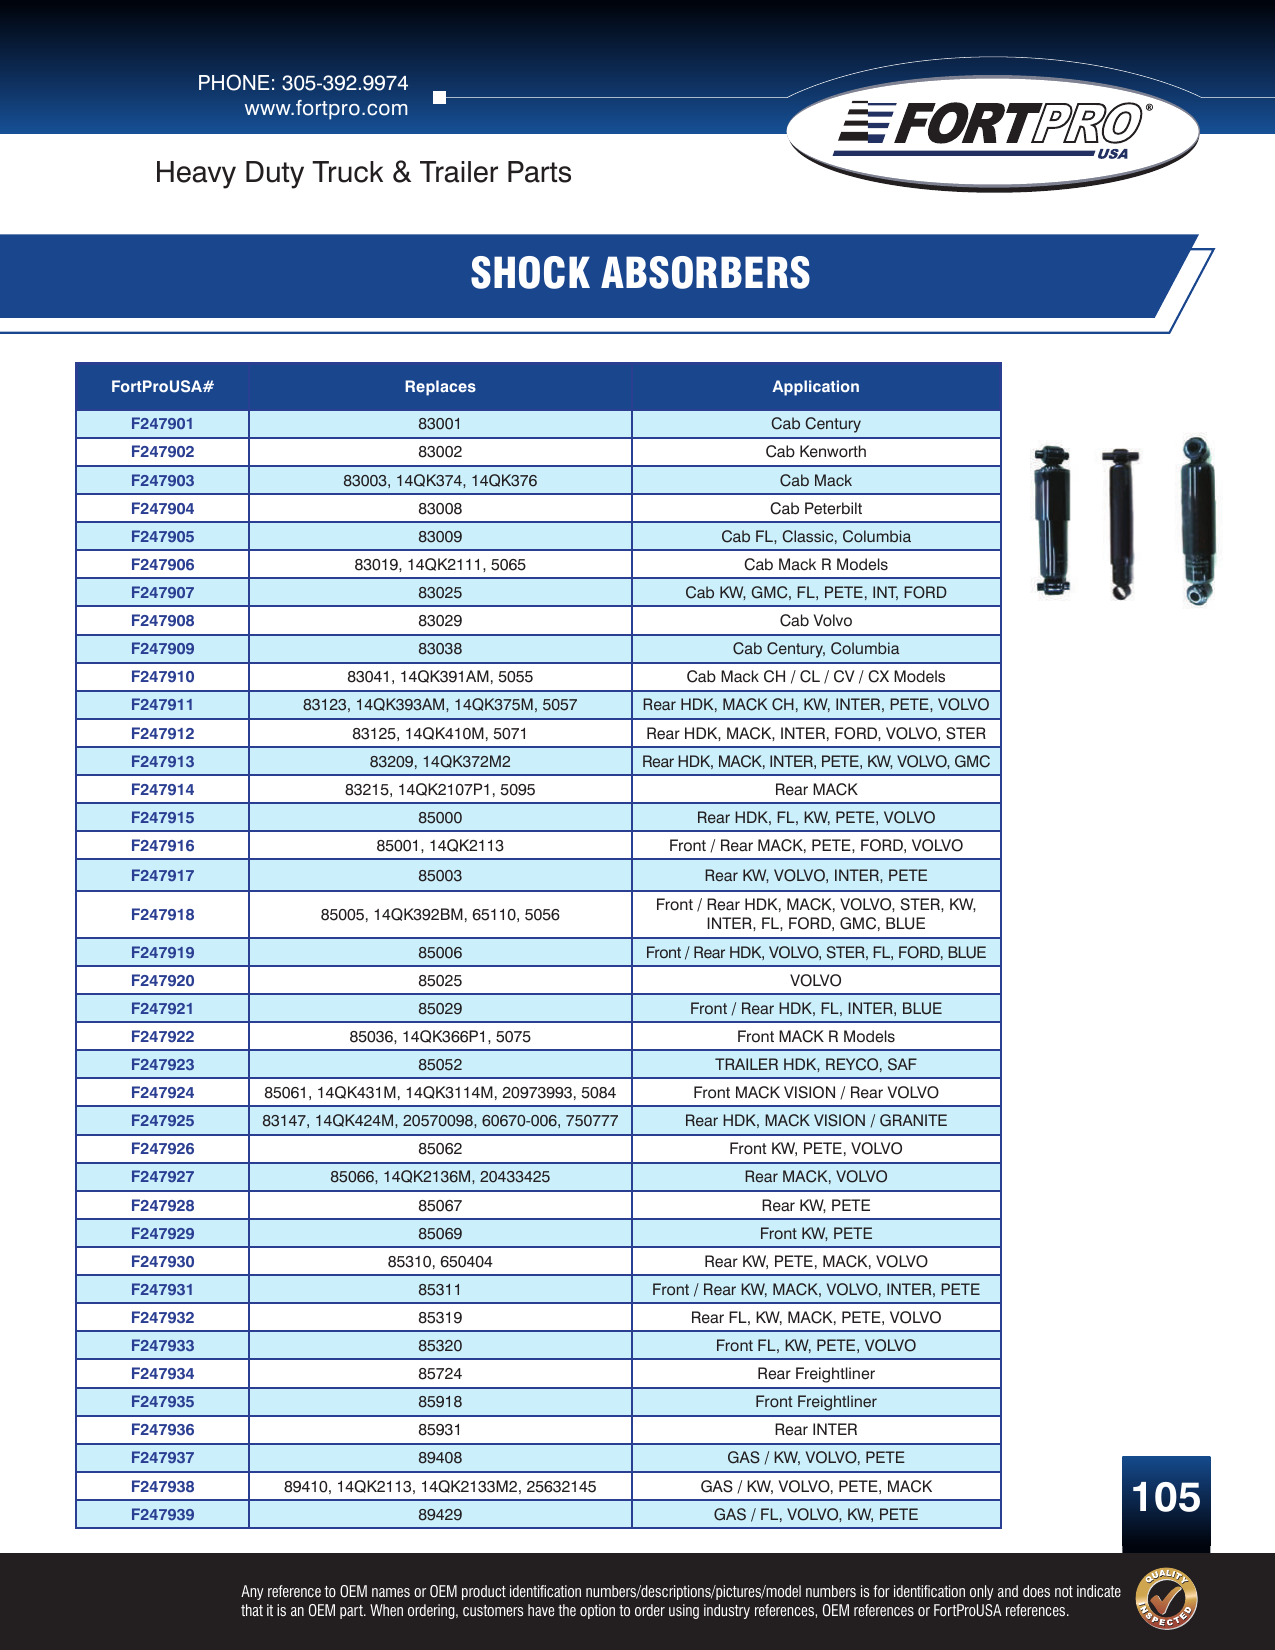 PHONE: 305-392.9974
www.fortpro.com
FORTPRO®
USA
Heavy Duty Truck & Trailer Parts
SHOCK ABSORBERS
FortProUSA# Replaces Application
F247901 83001 Cab Century
F247902 83002 Cab Kenworth
F247903 83003, 14QK374, 14QK376 Cab Mack
F247904 83008 Cab Peterbilt
F247905 83009 Cab FL, Classic, Columbia
F247906 83019, 14QK2111, 5065 Cab Mack R Models
F247907 83025 Cab KW, GMC, FL, PETE, INT, FORD
F247908 83029 Cab Volvo
F247909 83038 Cab Century, Columbia
F247910 83041, 14QK391AM, 5055 Cab Mack CH / CL / CV / CX Models
F247911 83123, 14QK393AM, 14QK375M, 5057 Rear HDK, MACK CH, KW, INTER, PETE, VOLVO
F247912 83125, 14QK410M, 5071 Rear HDK, MACK, INTER, FORD, VOLVO, STER
F247913 83209, 14QK372M2 Rear HDK, MACK, INTER, PETE, KW, VOLVO, GMC
F247914 83215, 14QK2107P1, 5095 Rear MACK
F247915 85000 Rear HDK, FL, KW, PETE, VOLVO
F247916 85001, 14QK2113 Front / Rear MACK, PETE, FORD, VOLVO
F247917 85003 Rear KW, VOLVO, INTER, PETE
F247918 85005, 14QK392BM, 65110, 5056 Front / Rear HDK, MACK, VOLVO, STER, KW,
INTER, FL, FORD, GMC, BLUE
F247919 85006 Front / Rear HDK, VOLVO, STER, FL, FORD, BLUE
F247920 85025 VOLVO
F247921 85029 Front / Rear HDK, FL, INTER, BLUE
F247922 85036, 14QK366P1, 5075 Front MACK R Models
F247923 85052 TRAILER HDK, REYCO, SAF
F247924 85061, 14QK431M, 14QK3114M, 20973993, 5084 Front MACK VISION / Rear VOLVO
F247925 83147, 14QK424M, 20570098, 60670-006, 750777 Rear HDK, MACK VISION / GRANITE
F247926 85062 Front KW, PETE, VOLVO
F247927 85066, 14QK2136M, 20433425 Rear MACK, VOLVO
F247928 85067 Rear KW, PETE
F247929 85069 Front KW, PETE
F247930 85310, 650404 Rear KW, PETE, MACK, VOLVO
F247931 85311 Front / Rear KW, MACK, VOLVO, INTER, PETE
F247932 85319 Rear FL, KW, MACK, PETE, VOLVO
F247933 85320 Front FL, KW, PETE, VOLVO
F247934 85724 Rear Freightliner
F247935 85918 Front Freightliner
F247936 85931 Rear INTER
F247937 89408 GAS / KW, VOLVO, PETE
F247938 89410, 14QK2113, 14QK2133M2, 25632145 GAS / KW, VOLVO, PETE, MACK
F247939 89429 GAS / FL, VOLVO, KW, PETE
105
Any reference to OEM names or OEM product identification numbers/descriptions/pictures/model numbers is for identification only and does not indicate
that it is an OEM part. When ordering, customers have the option to order using industry references, OEM references or FortProUSA references.
QUALITY
INSPECTED